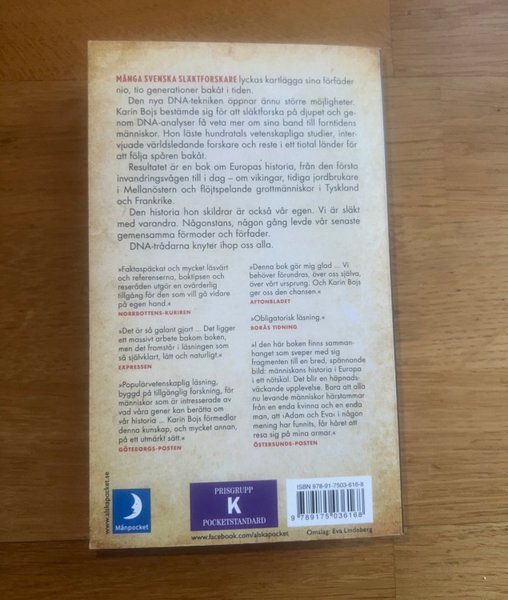 MÅNGA SVENSKA SLÄKTFORSKARE lyckas kartlägga sina förfäder
nio, tio generationer bakåt i tiden.
Den nya DNA-tekniken öppnar ännu större möjligheter.
Karin Bojs bestämde sig för att släktforska på djupet och ge-
nom DNA-analyser få veta mer om sina band till forntidens
människor. Hon läste hundratals vetenskapliga studier, inter-
vjuade världsledande forskare och reste i ett tiotal länder för
att följa spåren bakåt.
Resultatet är en bok om Europas historia, från den första
invandringsvågen till i dag – om vikingar, tidiga jordbrukare
i Mellanöstern och flöjtspelande grottmänniskor i Tyskland
och Frankrike.
Den historia hon skildrar är också vår egen. Vi är släkt
med varandra. Någonstans, någon gång levde vår senaste
gemensamma förmoder och förfader.
DNA-trådarna knyter ihop oss alla.
»Faktaspäckat och mycket läsvärt
och referenserna, boktipsen och
reseråden utgör en ovärderlig
tillgång för den som vill gå vidare
på egen hand.«
NORRBOTTENS-KURIREN
»Det är så galant gjort ... Det ligger
ett massivt arbete bakom boken,
men det framstår i läsningen som
så självklart, lätt och naturligt.«
EXPRESSEN
»Populärvetenskaplig läsning,
byggd på tillgänglig forskning, för
människor som är intresserade av
vad våra gener kan berätta om
vår historia ... Karin Bojs förmedlar
denna kunskap, och mycket annan,
på ett utmärkt sätt.«
GÖTEBORGS-POSTEN
»Denna bok gör mig glad ... Vi
behöver förundras, över oss själva,
över vårt ursprung. Och Karin Bojs
ger oss den chansen.«
AFTONBLADET
»Obligatorisk läsning.«
BORÅS TIDNING
»I den här boken finns samman-
hanget som sveper med sig
fragmenten till en bred, spännande
bild: människans historia i Europa
i ett nötskal. Det blir en häpnads-
väckande upplevelse. Bara att alla
nu levande människor härstammar
från en enda kvinna och en enda
man, att ›Adam och Eva‹ i någon
mening har funnits, får håret att
resa sig på mina armar.«
ÖSTERSUNDS-POSTEN
www.alskapocket.se
Månpocket
PRISGRUPP
K
POCKETSTANDARD
www.facebook.com/alskapocket
ISBN 978-91-7503-616-8
9 789175 036168
Omslag: Eva Lindeberg